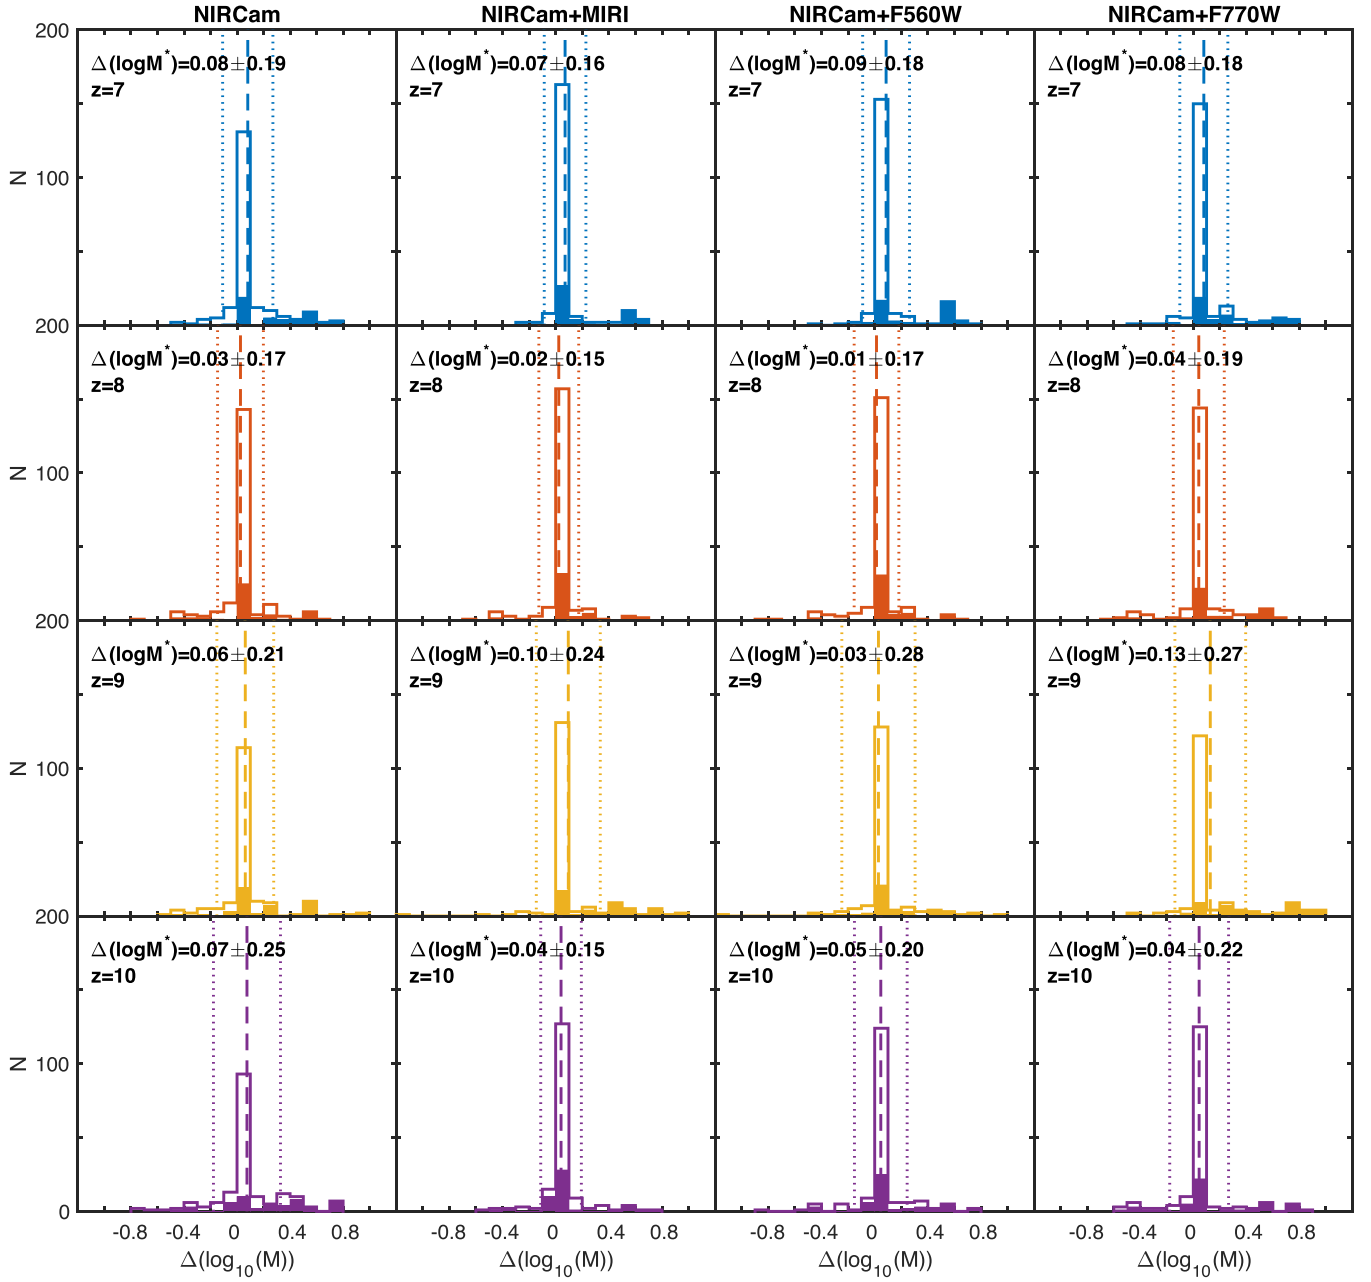 NIRCam NIRCam+MIRI NIRCam+F560W NIRCam+F770W
200
Δ(logM*)=0.08±0.19 Δ(logM*)=0.07±0.16 Δ(logM*)=0.09±0.18 Δ(logM*)=0.08±0.18
z=7 z=7 z=7 z=7
N 100
200
Δ(logM*)=0.03±0.17 Δ(logM*)=0.02±0.15 Δ(logM*)=0.01±0.17 Δ(logM*)=0.04±0.19
z=8 z=8 z=8 z=8
N 100
200
Δ(logM*)=0.06±0.21 Δ(logM*)=0.10±0.24 Δ(logM*)=0.03±0.28 Δ(logM*)=0.13±0.27
z=9 z=9 z=9 z=9
N 100
200
Δ(logM*)=0.07±0.25 Δ(logM*)=0.04±0.15 Δ(logM*)=0.05±0.20 Δ(logM*)=0.04±0.22
z=10 z=10 z=10 z=10
N 100
0
-0.8 -0.4 0 0.4 0.8 -0.8 -0.4 0 0.4 0.8 -0.8 -0.4 0 0.4 0.8 -0.8 -0.4 0 0.4 0.8
Δ(log10(M)) Δ(log10(M)) Δ(log10(M)) Δ(log10(M))